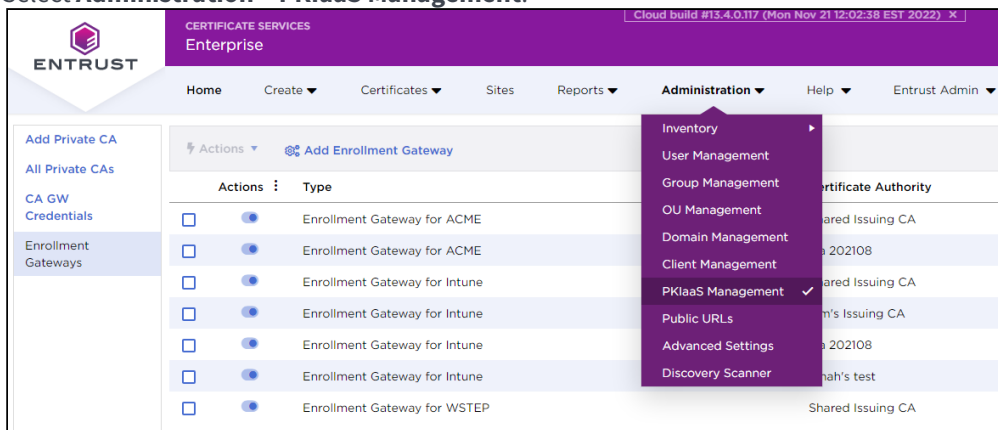 Select Administration > PKIaaS Management.
CERTIFICATE SERVICES
Enterprise
Cloud build #13.4.0.117 (Mon Nov 21 12:02:38 EST 2022) ×
ENTRUST
Home Create Certificates Sites Reports Administration Help Entrust Admin
Inventory
User Management
Group Management
OU Management
Domain Management
Client Management
PKIaaS Management
Public URLs
Advanced Settings
Discovery Scanner
Add Private CA
All Private CAs
CA GW
Credentials
Enrollment
Gateways
Actions Add Enrollment Gateway
Actions Type Certificate Authority
Enrollment Gateway for ACME Shared Issuing CA
Enrollment Gateway for ACME 202108
Enrollment Gateway for Intune Shared Issuing CA
Enrollment Gateway for Intune Issuing CA
Enrollment Gateway for Intune 202108
Enrollment Gateway for Intune test
Enrollment Gateway for WSTEP Shared Issuing CA